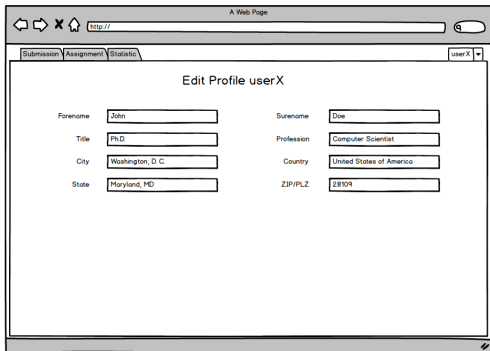 A Web Page
http://
Submission Assignment Statistic userX
Edit Profile userX
Forename John Surename Doe
Title Ph.D. Profession Computer Scientist
City Washington, D. C. Country United States of America
State Maryland, MD ZIP/PLZ 28109